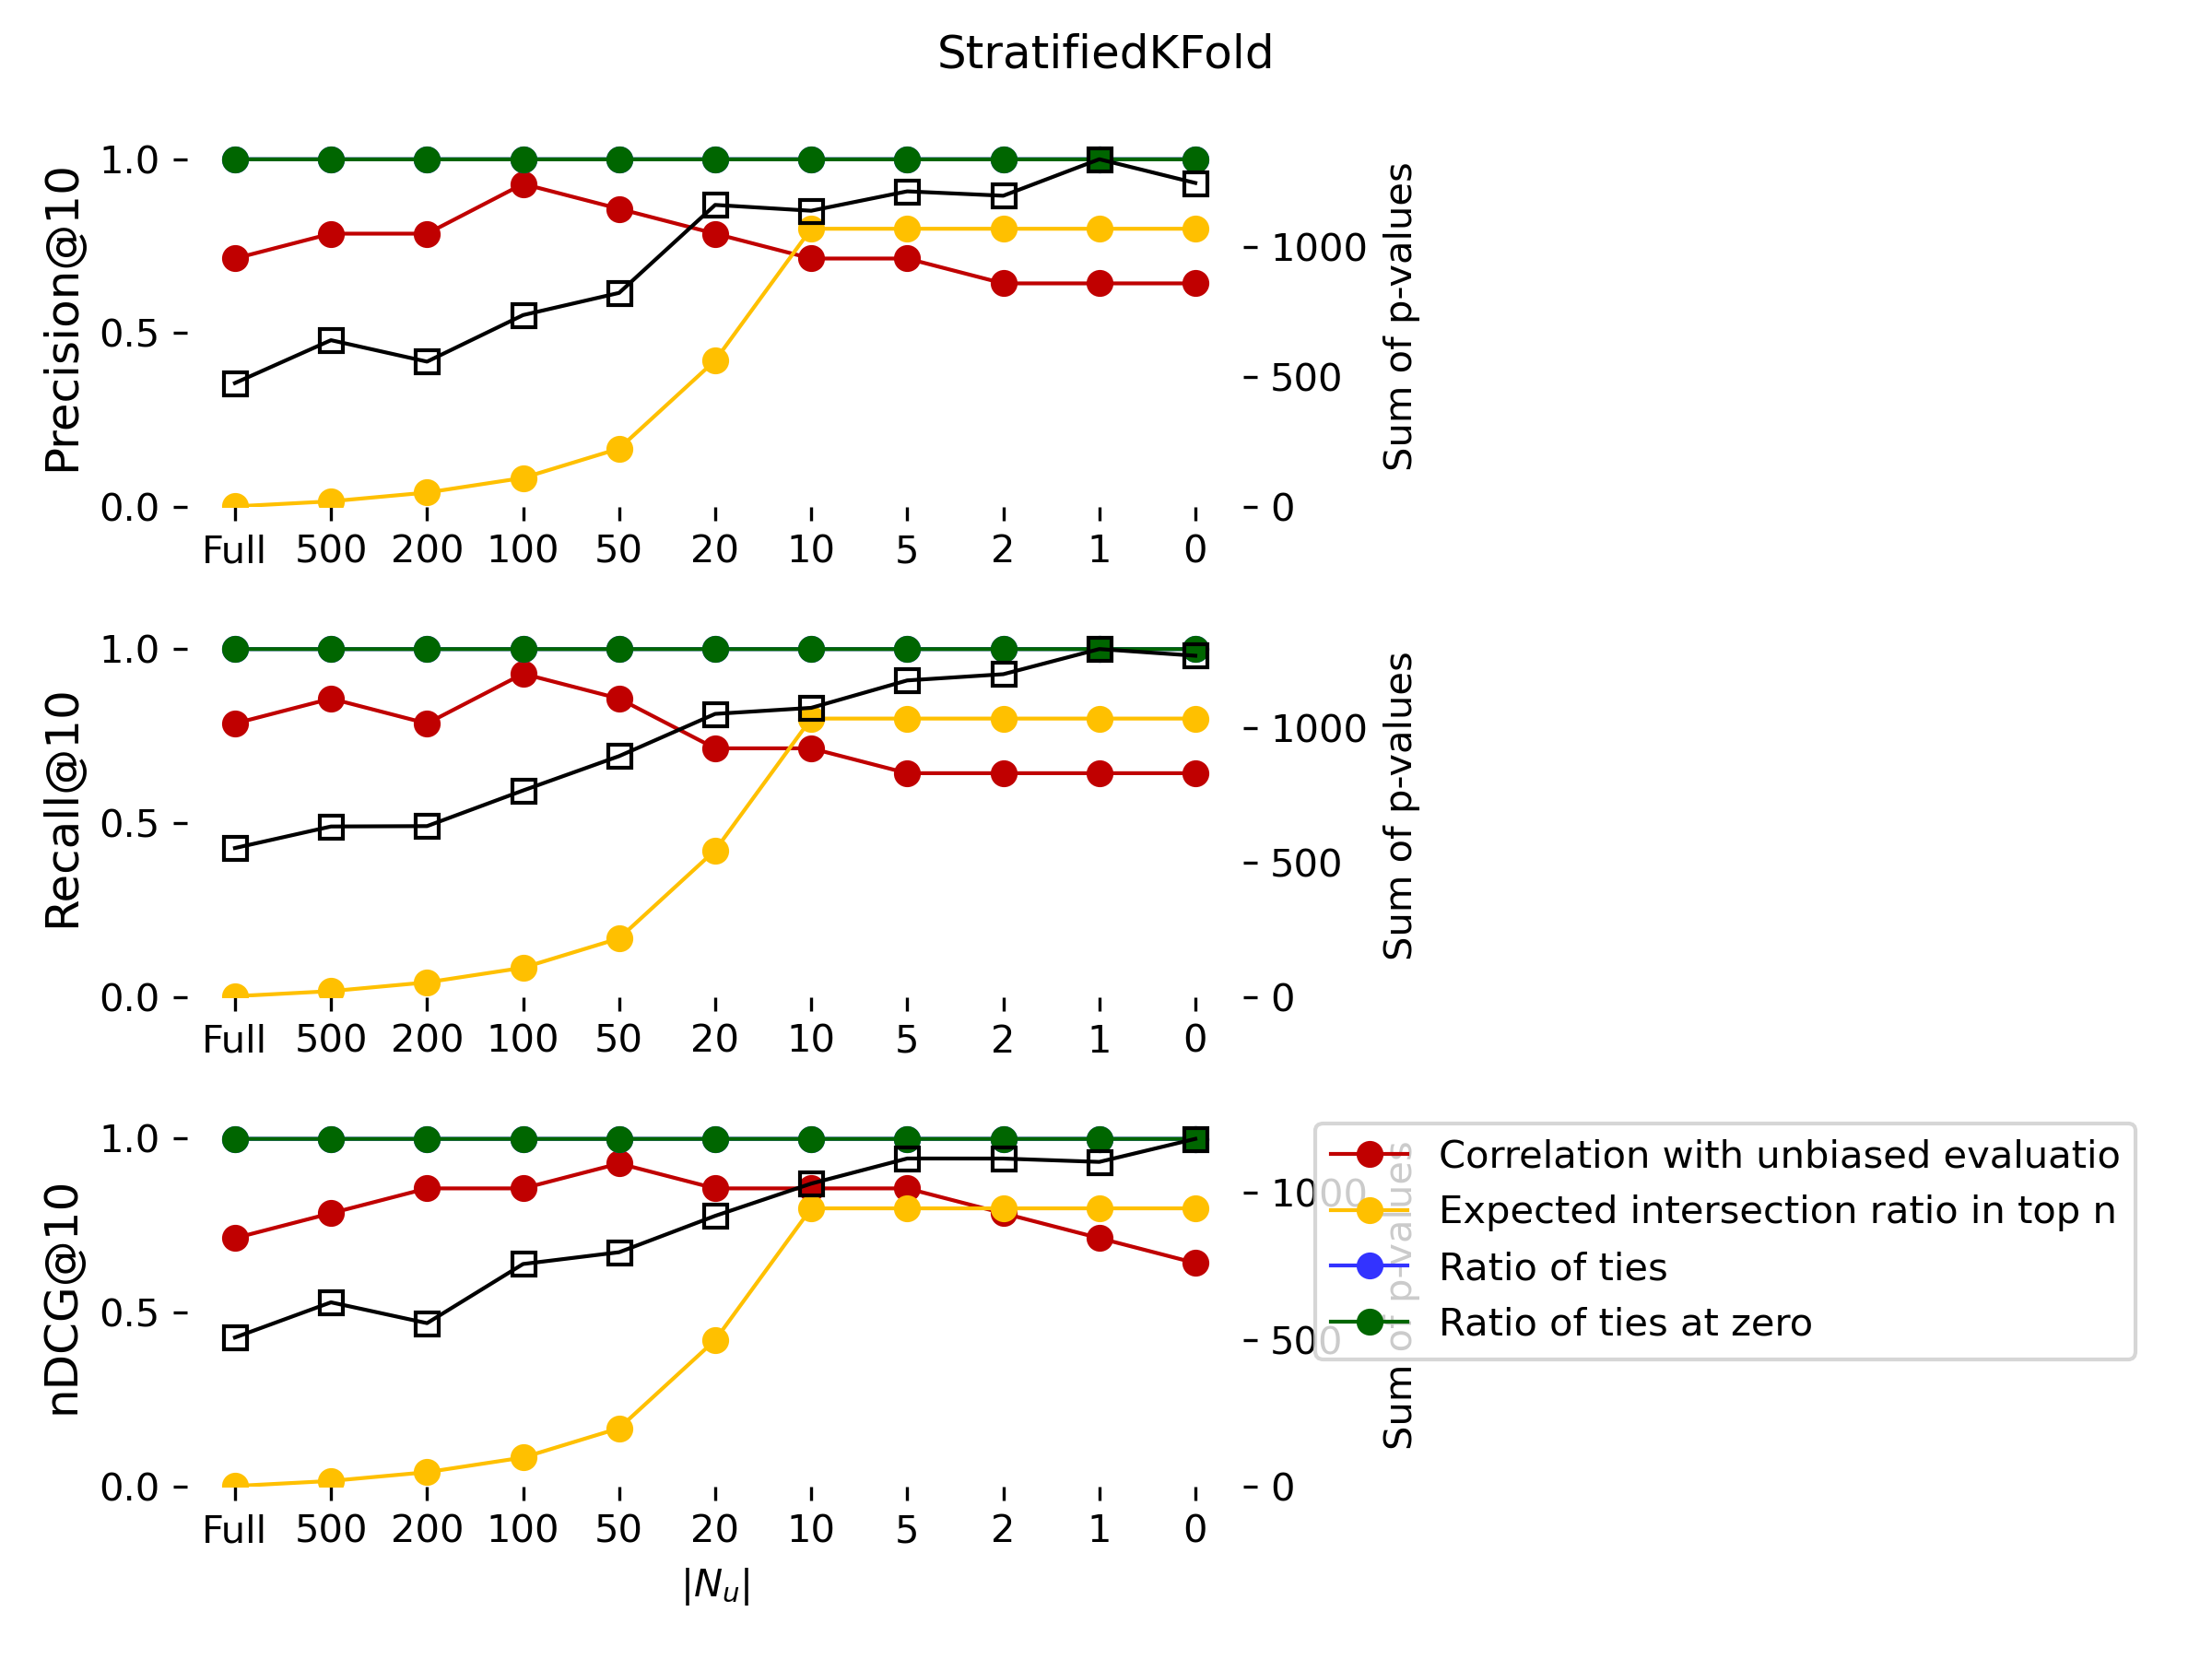 StratifiedKFold
Precision@10
1.0
0.5
0.0
Full 500 200 100 50 20 10 5 2 1 0
1000
500
0
Sum of p-values
Recall@10
1.0
0.5
0.0
Full 500 200 100 50 20 10 5 2 1 0
1000
500
0
Sum of p-values
nDCG@10
1.0
0.5
0.0
Full 500 200 100 50 20 10 5 2 1 0
|N_u|
1000
500
0
Sum of p-values
Correlation with unbiased evaluatio
Expected intersection ratio in top n
Ratio of ties
Ratio of ties at zero